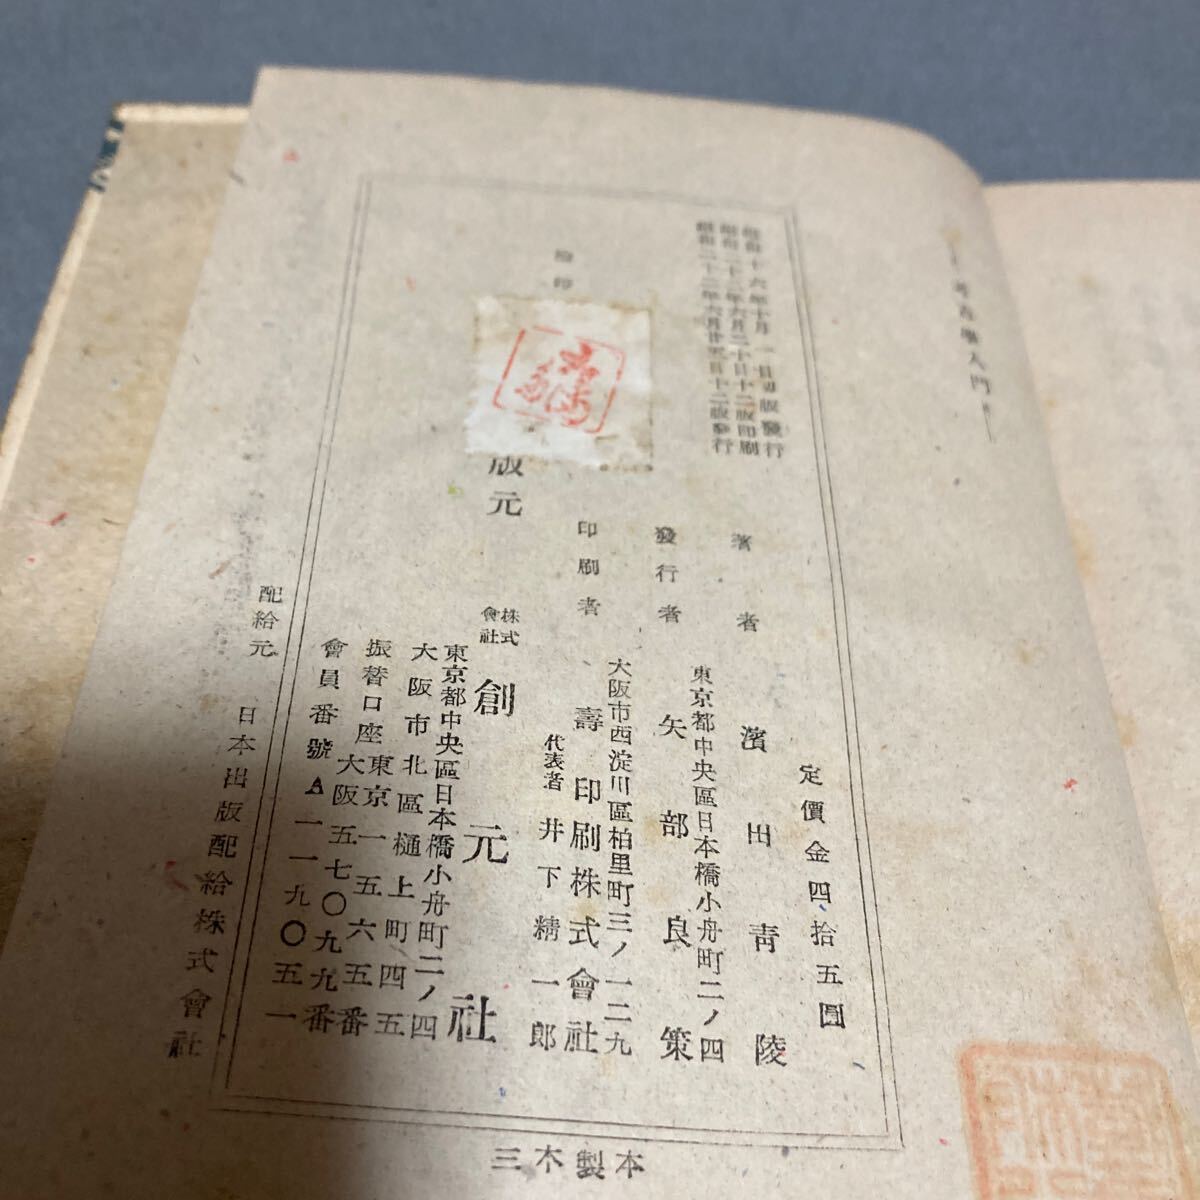 考古學入門
昭和十六年十月一日初版發行
昭和二十二年六月二十日十二版印刷
昭和二十二年六月廿五日十二版發行
檢印
定價金四拾五圓
著者 濱田青陵
東京都中央區日本橋小舟町二ノ四
發行者 矢部良策
大阪市西淀川區柏里町三ノ一二九
印刷者 壽印刷株式會社
代表者 井下精一郎
版元 株式會社 創元社
東京都中央區日本橋小舟町二ノ四
大阪市北區樋上町四五
振替口座東京一五六五番
大阪五七〇九九番
會員番號A一一九〇五一
配給元 日本出版配給株式會社
三木製本